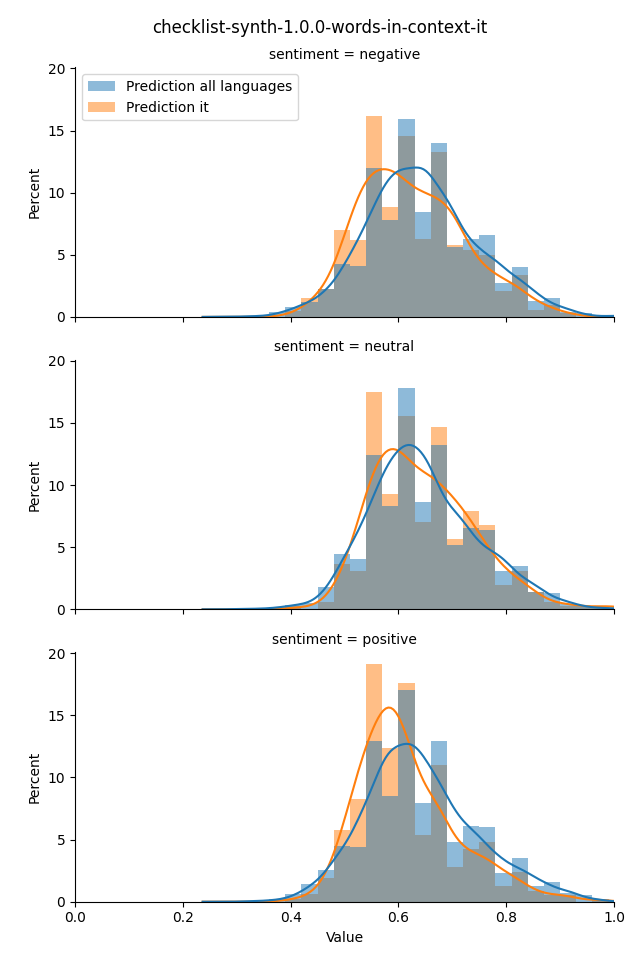 checklist-synth-1.0.0-words-in-context-it
sentiment = negative
20
15
10
5
0
Percent
Prediction all languages
Prediction it
sentiment = neutral
20
15
10
5
0
Percent
sentiment = positive
20
15
10
5
0
Percent
0.0 0.2 0.4 0.6 0.8 1.0
Value